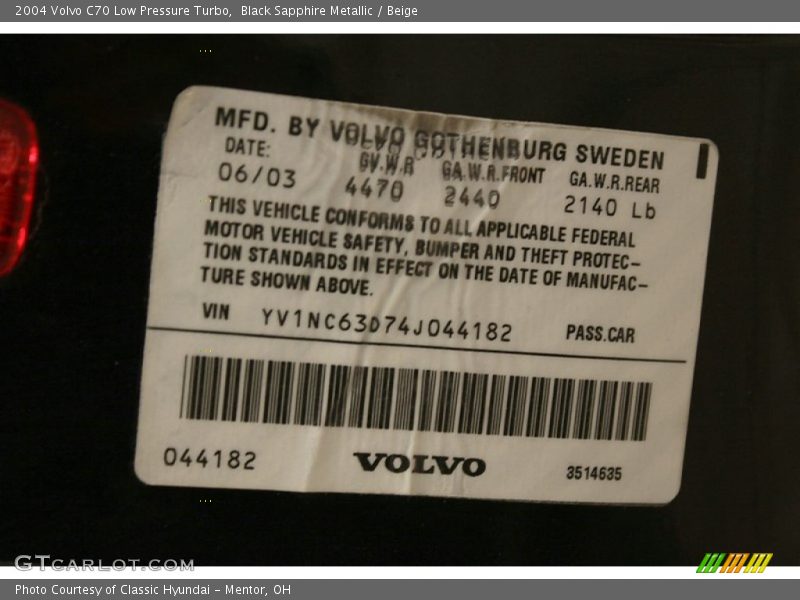 2004 Volvo C70 Low Pressure Turbo,  Black Sapphire Metallic / Beige
MFD. BY VOLVO GOTHENBURG SWEDEN
DATE: GV.W.R GA.W.R.FRONT GA.W.R.REAR
06/03 4470 2440 2140 Lb
THIS VEHICLE CONFORMS TO ALL APPLICABLE FEDERAL
MOTOR VEHICLE SAFETY, BUMPER AND THEFT PROTEC-
TION STANDARDS IN EFFECT ON THE DATE OF MANUFAC-
TURE SHOWN ABOVE.
VIN YV1NC63D74J044182 PASS.CAR
044182 VOLVO 3514635
GTCARLOT.COM
Photo Courtesy of Classic Hyundai - Mentor, OH